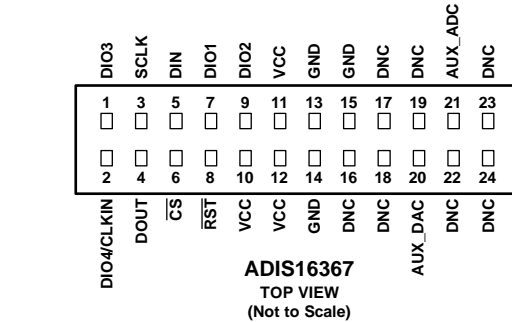 DIO3 SCLK DIN DIO1 DIO2 VCC GND GND DNC DNC AUX_ADC DNC
1 3 5 7 9 11 13 15 17 19 21 23
2 4 6 8 10 12 14 16 18 20 22 24
DIO4/CLKIN DOUT CS RST VCC VCC GND DNC DNC AUX_DAC DNC DNC
ADIS16367
TOP VIEW
(Not to Scale)